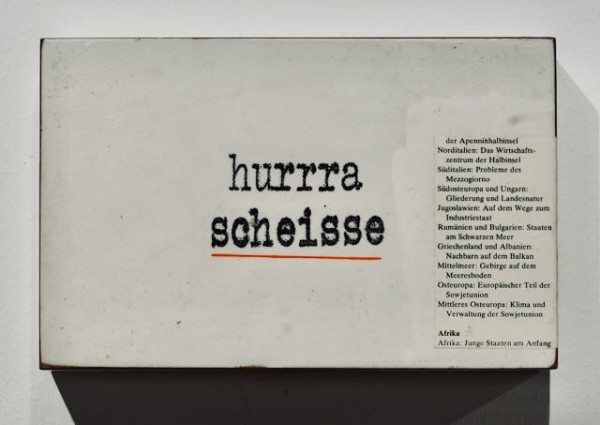 hurrra
scheisse
der Apenninhalbinsel
Norditalien: Das Wirtschafts-
zentrum der Halbinsel
Süditalien: Probleme des
Mezzogiorno
Südosteuropa und Ungarn:
Gliederung und Landesnatur
Jugoslawien: Auf dem Wege zum
Industriestaat
Rumänien und Bulgarien: Staaten
am Schwarzen Meer
Griechenland und Albanien:
Nachbarn auf dem Balkan
Mittelmeer: Gebirge auf dem
Meeresboden
Osteuropa: Europäischer Teil der
Sowjetunion
Mittleres Osteuropa: Klima und
Verwaltung der Sowjetunion
Afrika
Afrika: Junge Staaten am Anfang